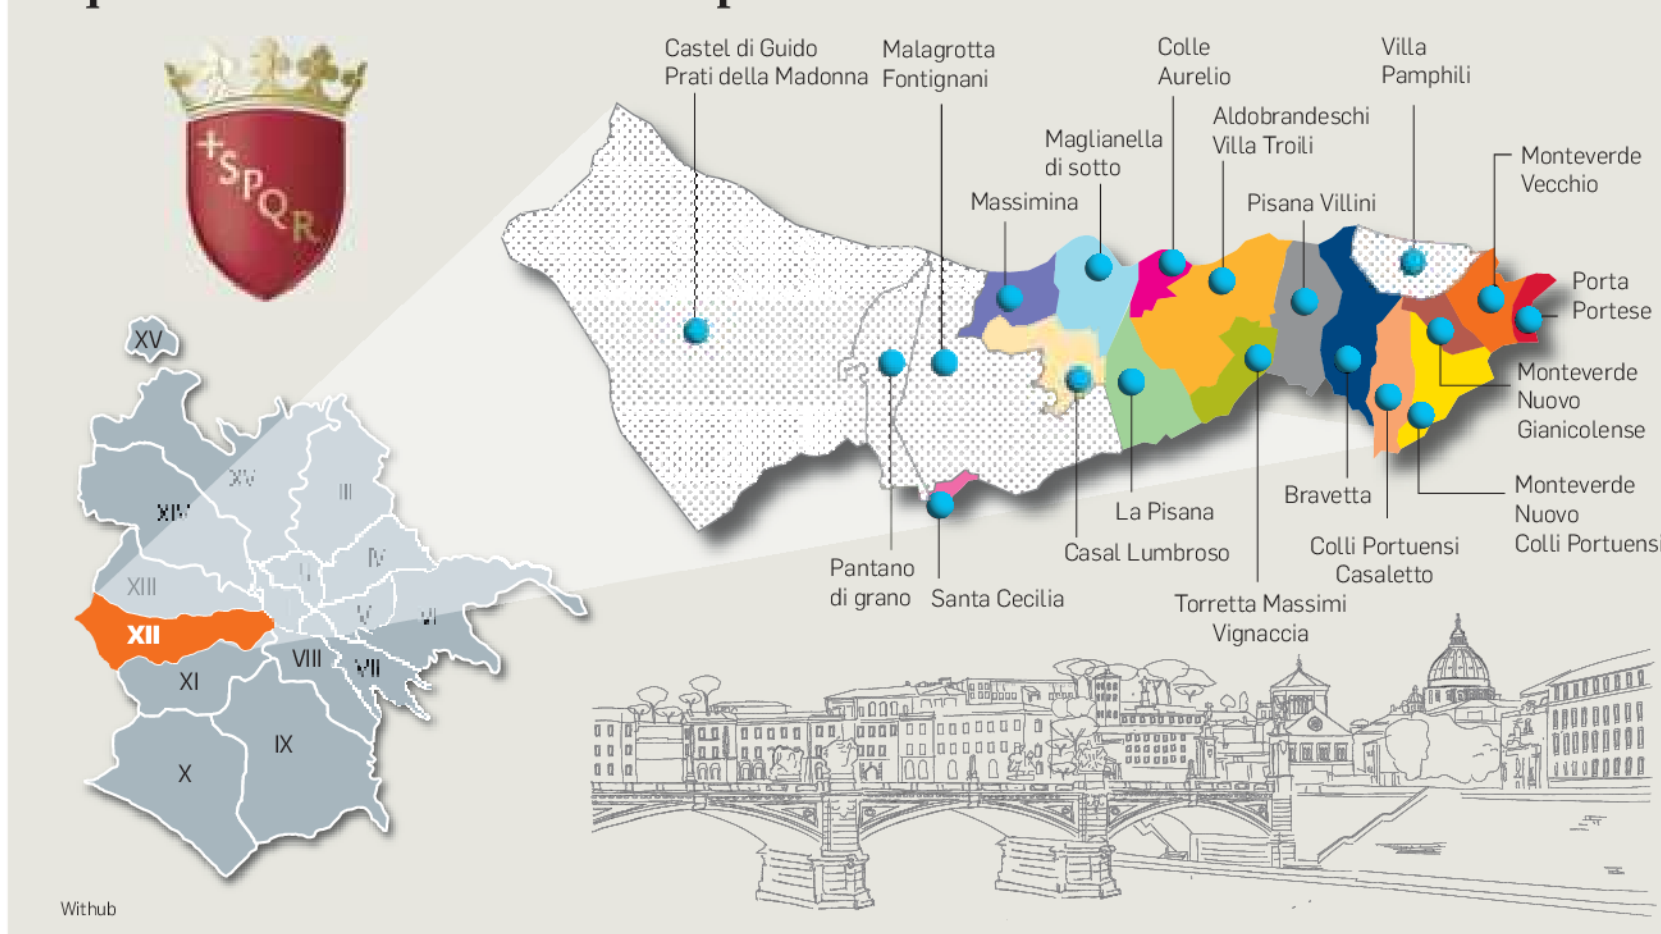 SPQR
Castel di Guido
Prati della Madonna
Malagrotta
Fontignani
Colle
Aurelio
Villa
Pamphili
Maglianella
di sotto
Aldobrandeschi
Villa Troili
Massimina
Pisana Villini
Monteverde
Vecchio
Porta
Portese
Monteverde
Nuovo
Gianicolense
Monteverde
Nuovo
Colli Portuensi
Bravetta
Colli Portuensi
Casaletto
La Pisana
Casal Lumbroso
Torretta Massimi
Vignaccia
Pantano
di grano
Santa Cecilia
XV
XV
III
XIV
IV
XIII
V
VI
XII
VIII
VII
XI
IX
X
Withub